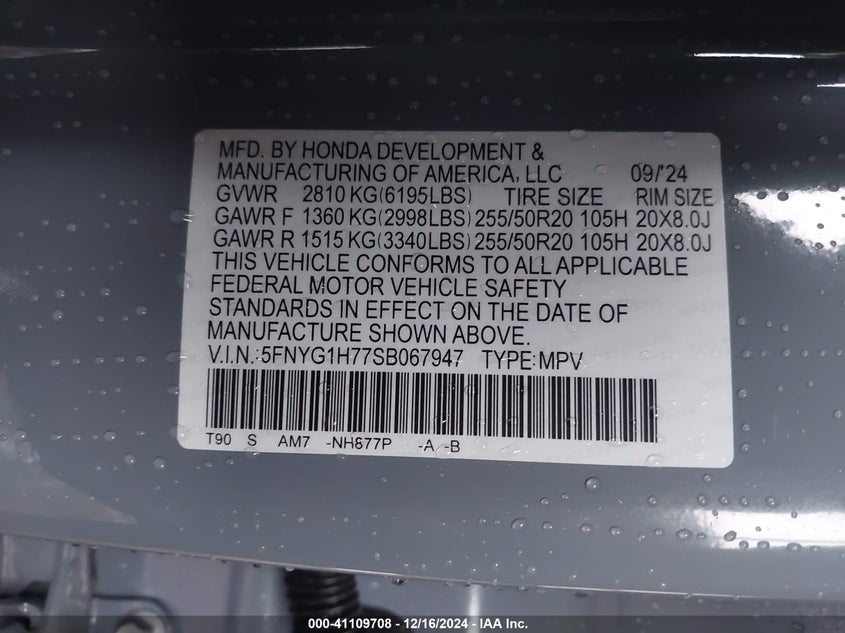 MFD. BY HONDA DEVELOPMENT &
MANUFACTURING OF AMERICA, LLC 09/'24
GVWR 2810 KG(6195LBS) TIRE SIZE RIM SIZE
GAWR F 1360 KG(2998LBS) 255/50R20 105H 20X8.0J
GAWR R 1515 KG(3340LBS) 255/50R20 105H 20X8.0J
THIS VEHICLE CONFORMS TO ALL APPLICABLE
FEDERAL MOTOR VEHICLE SAFETY
STANDARDS IN EFFECT ON THE DATE OF
MANUFACTURE SHOWN ABOVE.
V.I.N.:5FNYG1H77SB067947 TYPE:MPV
T90 S AM7 -NH877P -A -B
000-41109708 - 12/16/2024 - IAA Inc.